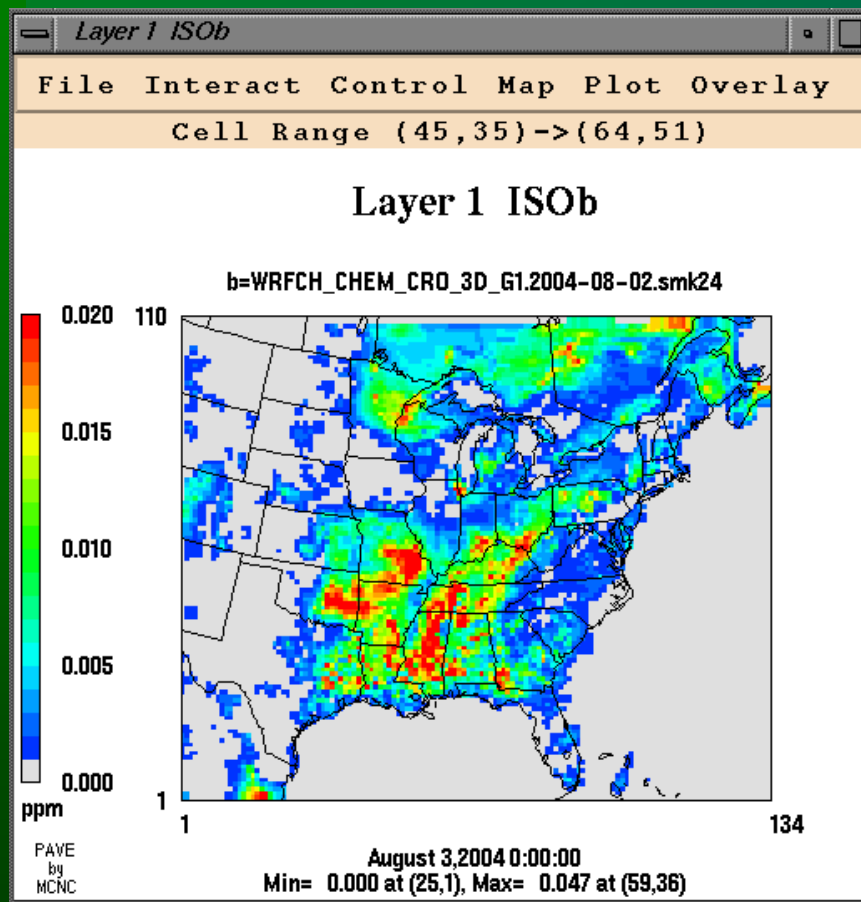 Layer 1 ISOb
File Interact Control Map Plot Overlay
Cell Range (45,35)->(64,51)
Layer 1 ISOb
b=WRFCH_CHEM_CRO_3D_G1.2004-08-02.smk24
0.020
0.015
0.010
0.005
0.000
ppm
110
1
1
134
PAVE
by
MCNC
August 3,2004 0:00:00
Min= 0.000 at (25,1), Max= 0.047 at (59,36)